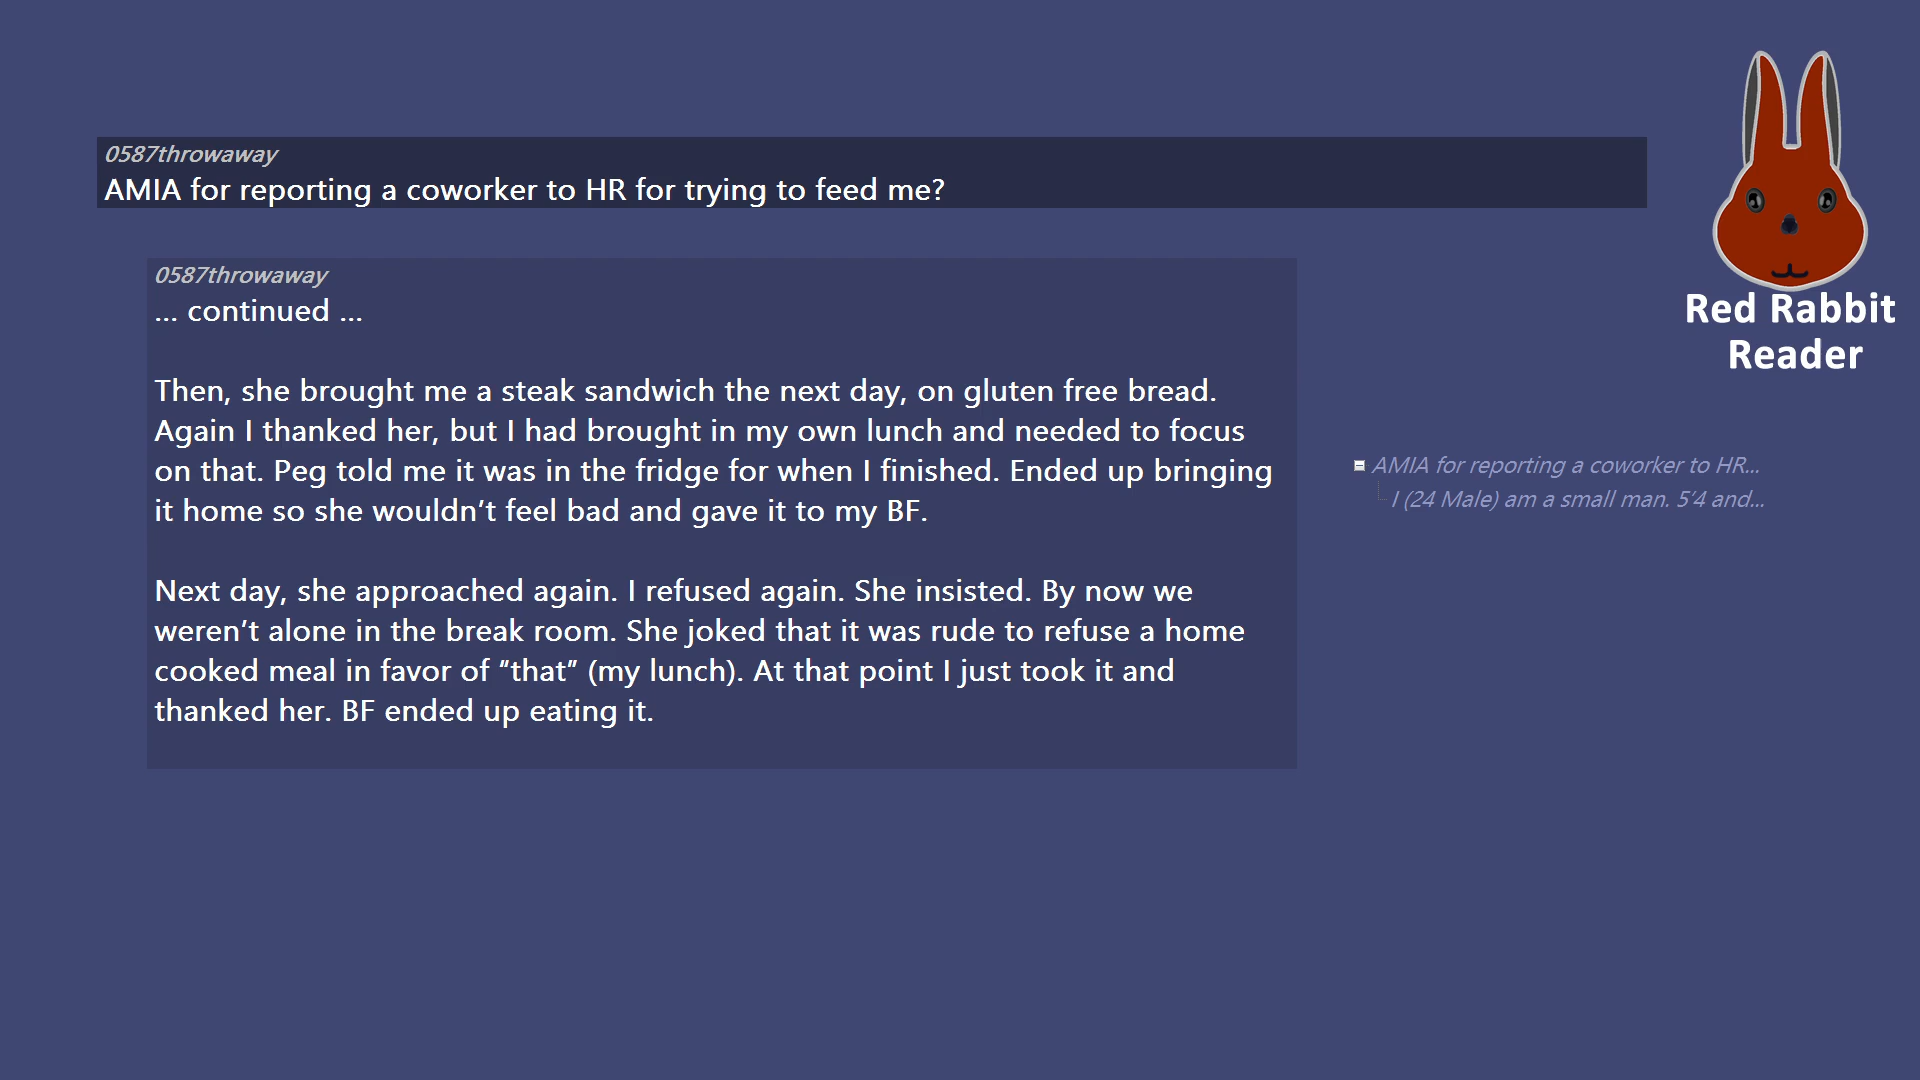 0587throwaway
AMIA for reporting a coworker to HR for trying to feed me?
0587throwaway
... continued ...
Then, she brought me a steak sandwich the next day, on gluten free bread.
Again I thanked her, but I had brought in my own lunch and needed to focus
on that. Peg told me it was in the fridge for when I finished. Ended up bringing
it home so she wouldn’t feel bad and gave it to my BF.
Next day, she approached again. I refused again. She insisted. By now we
weren’t alone in the break room. She joked that it was rude to refuse a home
cooked meal in favor of “that” (my lunch). At that point I just took it and
thanked her. BF ended up eating it.
Red Rabbit
Reader
AMIA for reporting a coworker to HR...
I (24 Male) am a small man. 5’4 and...